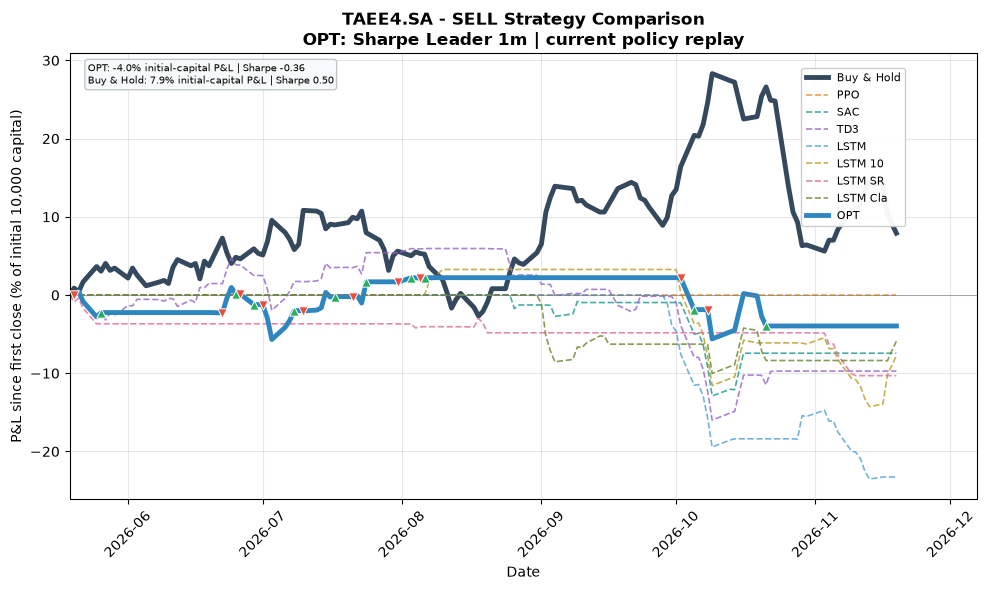 TAEE4.SA - SELL Strategy Comparison
OPT: Sharpe Leader 1m | current policy replay
OPT: -4.0% initial-capital P&L | Sharpe -0.36
Buy & Hold: 7.9% initial-capital P&L | Sharpe 0.50
Buy & Hold
PPO
SAC
TD3
LSTM
LSTM 10
LSTM SR
LSTM Cla
OPT
P&L since first close (% of initial 10,000 capital)
30
20
10
0
−10
−20
2026-06
2026-07
2026-08
2026-09
2026-10
2026-11
2026-12
Date